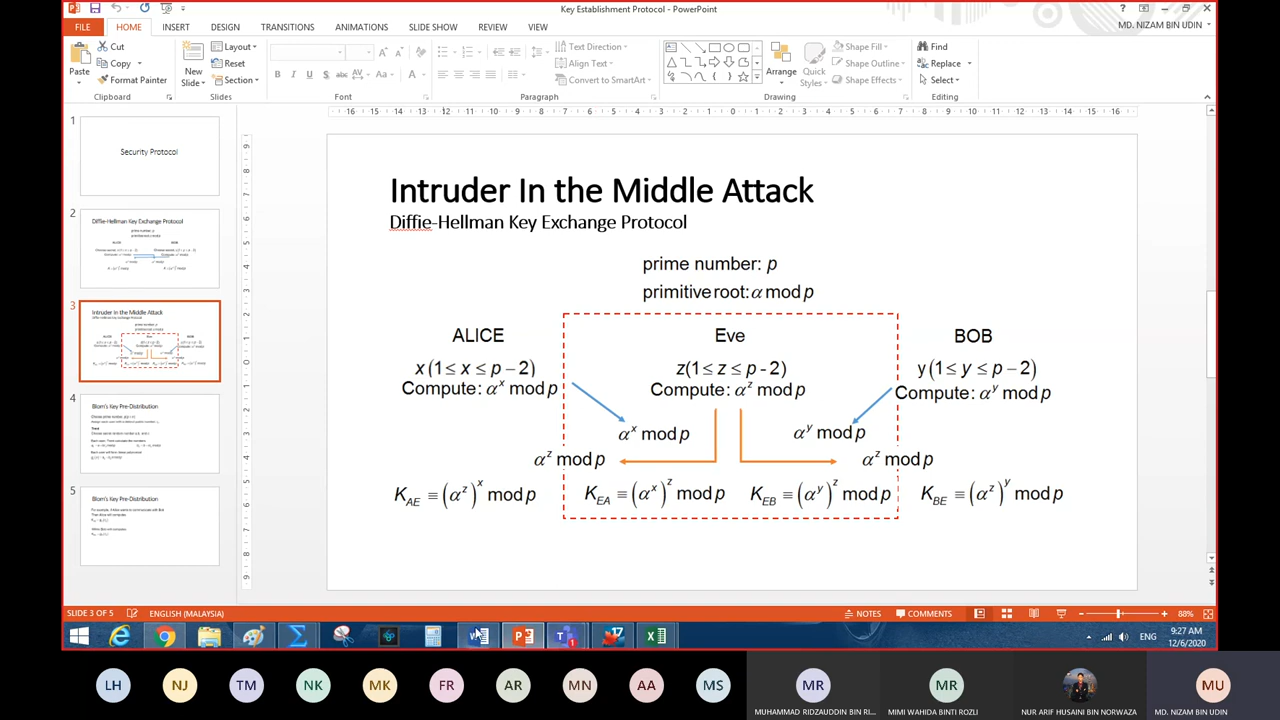 Key Establishment Protocol - PowerPoint
MD. NIZAM BIN UDIN
FILE HOME INSERT DESIGN TRANSITIONS ANIMATIONS SLIDE SHOW REVIEW VIEW
Paste
Cut
Copy
Format Painter
Clipboard
New
Slide
Layout
Reset
Section
Slides
Font
Text Direction
Align Text
Convert to SmartArt
Paragraph
Arrange
Quick
Styles
Shape Fill
Shape Outline
Shape Effects
Drawing
Find
Replace
Select
Editing
1
Security Protocol
2
Diffie-Hellman Key Exchange Protocol
3
Intruder In the Middle Attack
4
Blom's Key Pre-Distribution
5
Blom's Key Pre-Distribution
Intruder In the Middle Attack
Diffie-Hellman Key Exchange Protocol
prime number: p
primitive root: α mod p
ALICE Eve BOB
x (1 ≤ x ≤ p − 2) z(1 ≤ z ≤ p - 2) y (1 ≤ y ≤ p − 2)
Compute: α^x mod p Compute: α^z mod p Compute: α^y mod p
α^x mod p α^y mod p
α^z mod p α^z mod p
K_AE ≡ (α^z)^x mod p K_EA ≡ (α^x)^z mod p K_EB ≡ (α^y)^z mod p K_BE ≡ (α^z)^y mod p
SLIDE 3 OF 5 ENGLISH (MALAYSIA) NOTES COMMENTS 88%
ENG
9:27 AM
12/6/2020
LH NJ TM NK MK FR AR MN AA MS MR MR MU
MUHAMMAD RIDZAUDDIN BIN RI... MIMI WAHIDA BINTI ROZLI NUR ARIF HUSAINI BIN NORWAZA MD. NIZAM BIN UDIN